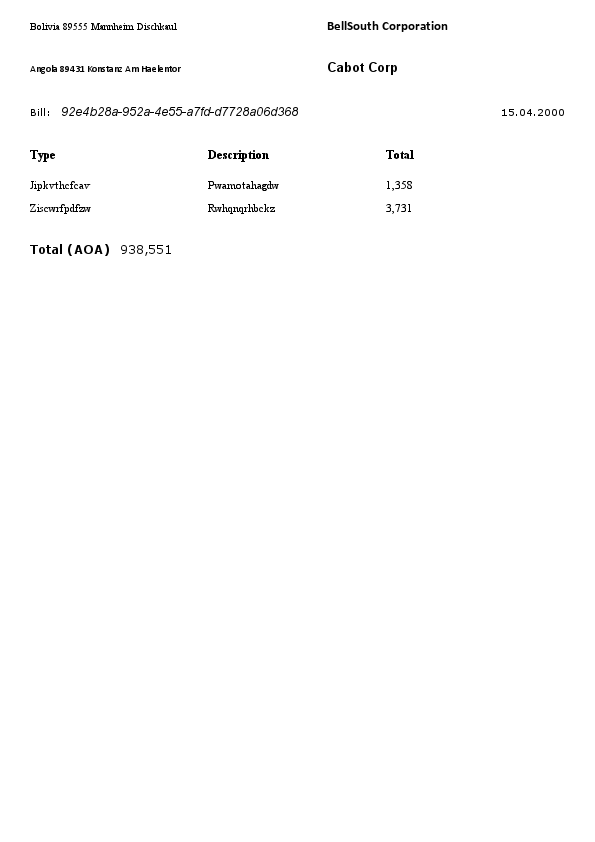 Bolivia 89555 Mannheim Dischkaul BellSouth Corporation
Angola 89431 Konstanz Am Haelentor Cabot Corp
Bill: 92e4b28a-952a-4e55-a7fd-d7728a06d368 15.04.2000
Type Description Total
Jipkvthcfcav Pwamotahagdw 1,358
Ziscwrfpdfzw Rwhqnqrhbckz 3,731
Total (AOA) 938,551